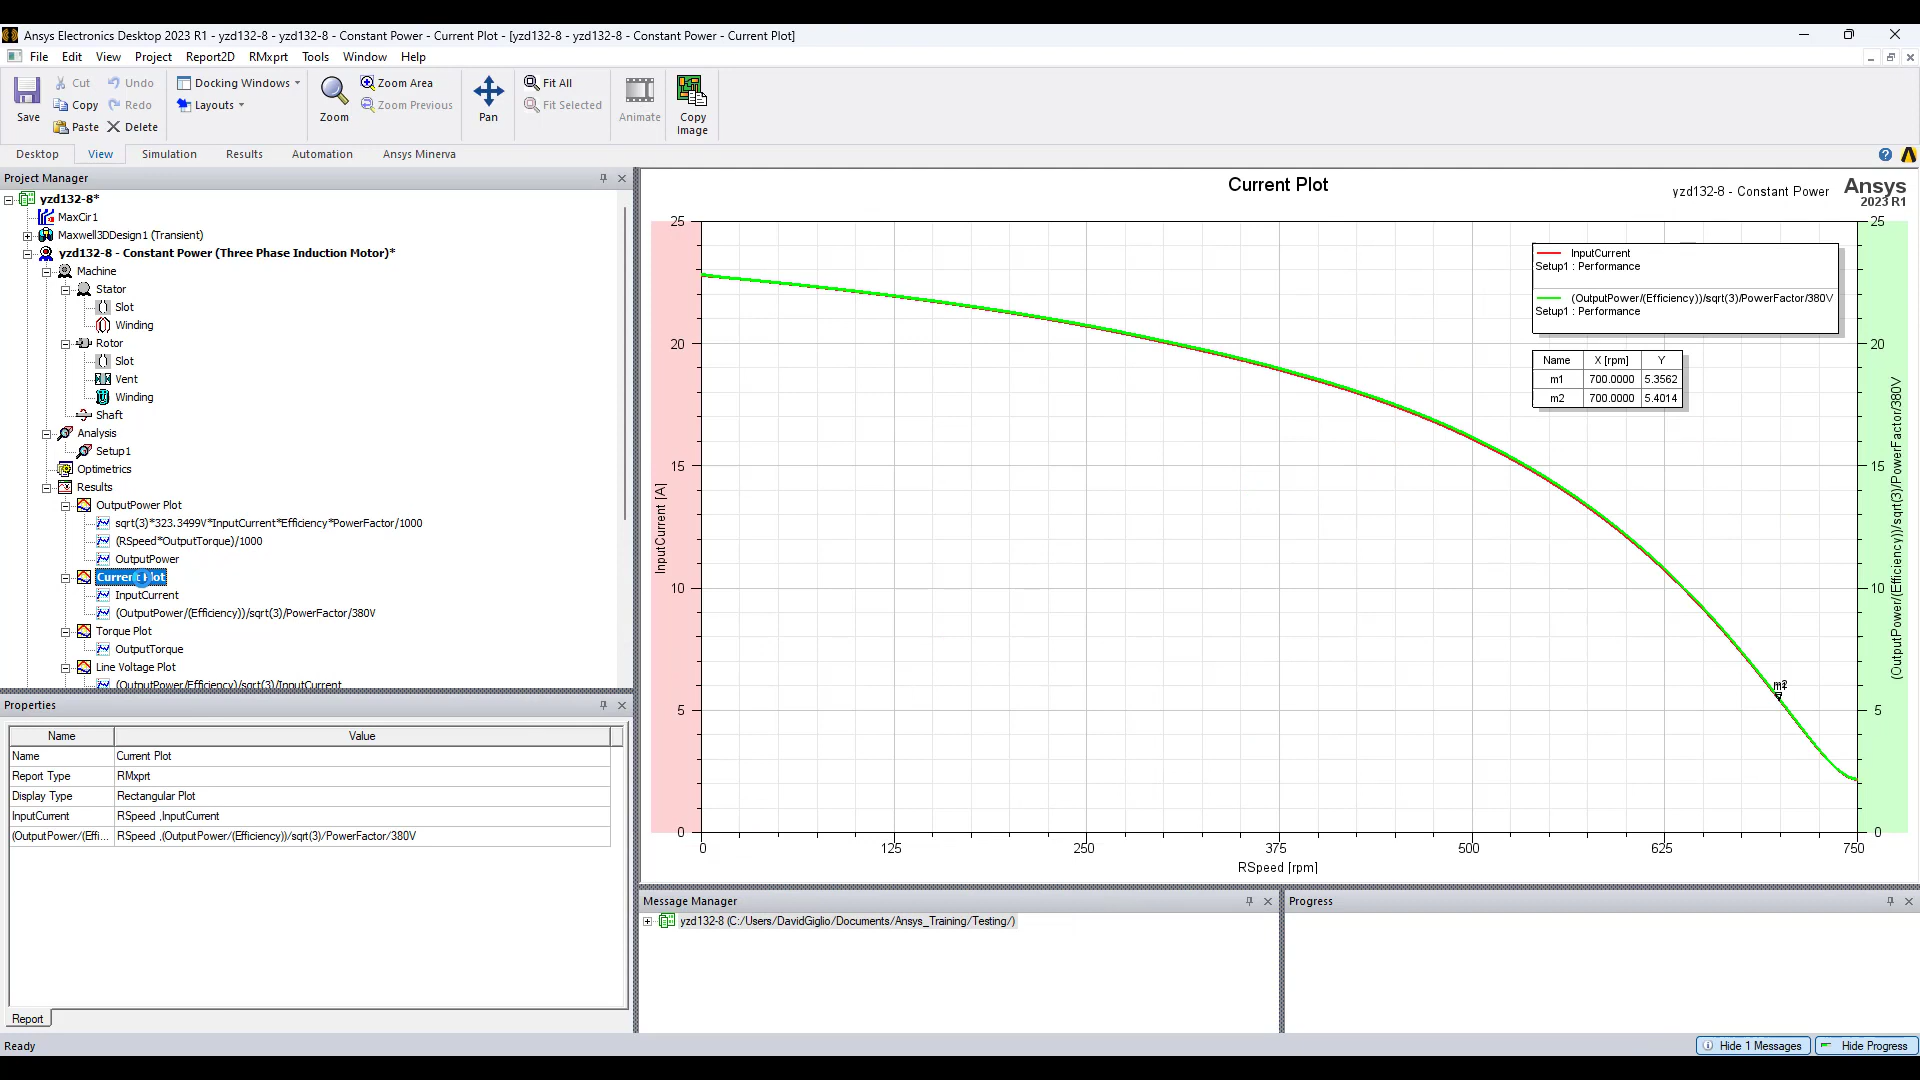 Ansys Electronics Desktop 2023 R1 - yzd132-8 - yzd132-8 - Constant Power - Current Plot - [yzd132-8 - yzd132-8 - Constant Power - Current Plot]
File Edit View Project Report2D RMxprt Tools Window Help
Save
Cut
Copy
Paste
Undo
Redo
Delete
Docking Windows
Layouts
Zoom
Zoom Area
Zoom Previous
Pan
Fit All
Fit Selected
Animate
Copy
Image
Desktop View Simulation Results Automation Ansys Minerva
Project Manager
yzd132-8*
MaxCir1
Maxwell3DDesign1 (Transient)
yzd132-8 - Constant Power (Three Phase Induction Motor)*
Machine
Stator
Slot
Winding
Rotor
Slot
Vent
Winding
Shaft
Analysis
Setup1
Optimetrics
Results
OutputPower Plot
sqrt(3)*323.3499V*InputCurrent*Efficiency*PowerFactor/1000
(RSpeed*OutputTorque)/1000
OutputPower
Current Plot
InputCurrent
(OutputPower/(Efficiency))/sqrt(3)/PowerFactor/380V
Torque Plot
OutputTorque
Line Voltage Plot
(OutputPower/Efficiency)/sqrt(3)/InputCurrent
Properties
Name Value
Name Current Plot
Report Type RMxprt
Display Type Rectangular Plot
InputCurrent RSpeed ,InputCurrent
(OutputPower/(Effi... RSpeed ,(OutputPower/(Efficiency))/sqrt(3)/PowerFactor/380V
Report
Current Plot
yzd132-8 - Constant Power
Ansys
2023 R1
InputCurrent
Setup1 : Performance
(OutputPower/(Efficiency))/sqrt(3)/PowerFactor/380V
Setup1 : Performance
Name X [rpm] Y
m1 700.0000 5.3562
m2 700.0000 5.4014
25
20
15
10
5
0
InputCurrent [A]
m2
0 125 250 375 500 625 750
RSpeed [rpm]
25
20
15
10
5
0
(OutputPower/(Efficiency))/sqrt(3)/PowerFactor/380V
Message Manager
yzd132-8 (C:/Users/DavidGiglio/Documents/Ansys_Training/Testing/)
Progress
Ready
Hide 1 Messages
Hide Progress